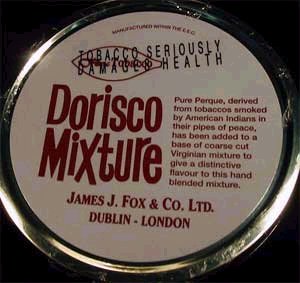 MANUFACTURED WITHIN THE E.E.C.
TOBACCO SERIOUSLY
DAMAGES HEALTH
Pipe Tobacco
Dorisco
Mixture
Pure Perque, derived
from tobaccos smoked
by American Indians in
their pipes of peace,
has been added to a
base of coarse cut
Virginian mixture to
give a distinctive
flavour to this hand
blended mixture.
JAMES J. FOX & CO. LTD.
DUBLIN - LONDON